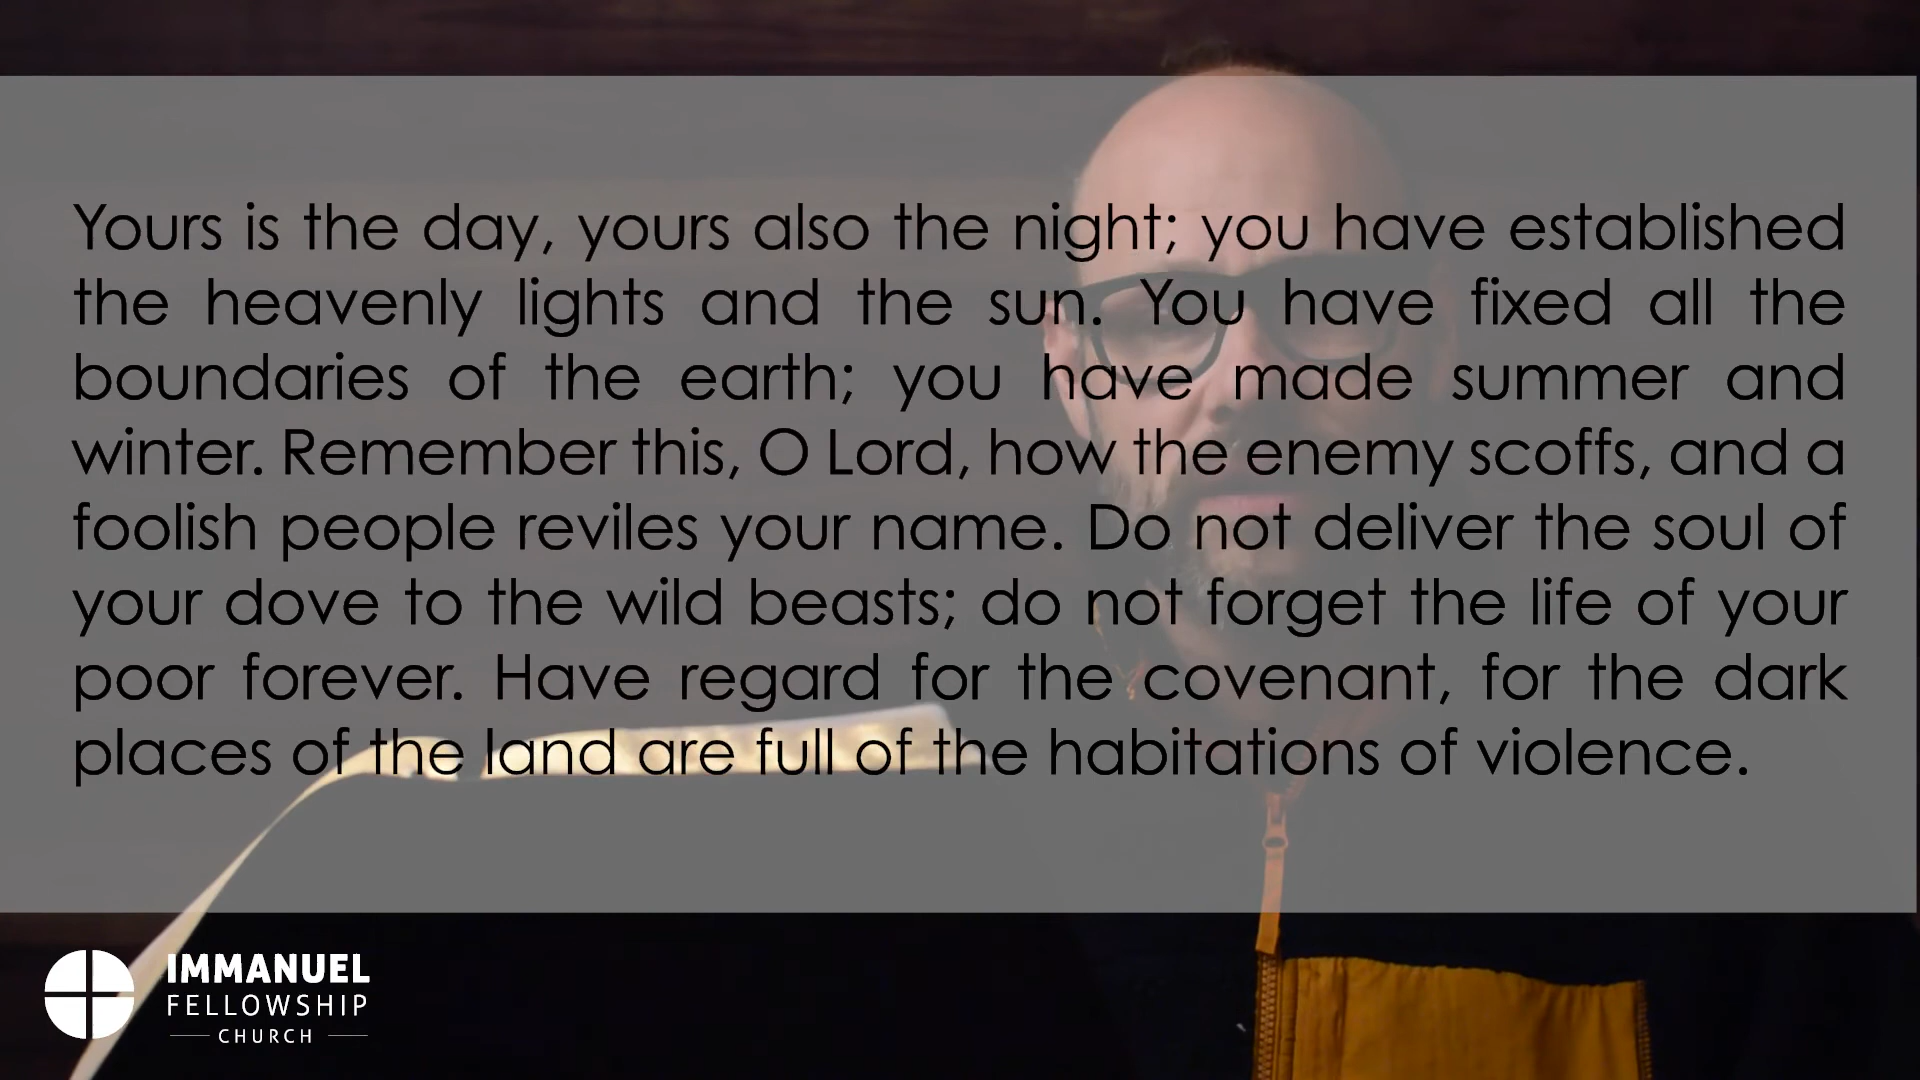 Yours is the day, yours also the night; you have established
the heavenly lights and the sun. You have fixed all the
boundaries of the earth; you have made summer and
winter. Remember this, O Lord, how the enemy scoffs, and a
foolish people reviles your name. Do not deliver the soul of
your dove to the wild beasts; do not forget the life of your
poor forever. Have regard for the covenant, for the dark
places of the land are full of the habitations of violence.
IMMANUEL
FELLOWSHIP
CHURCH